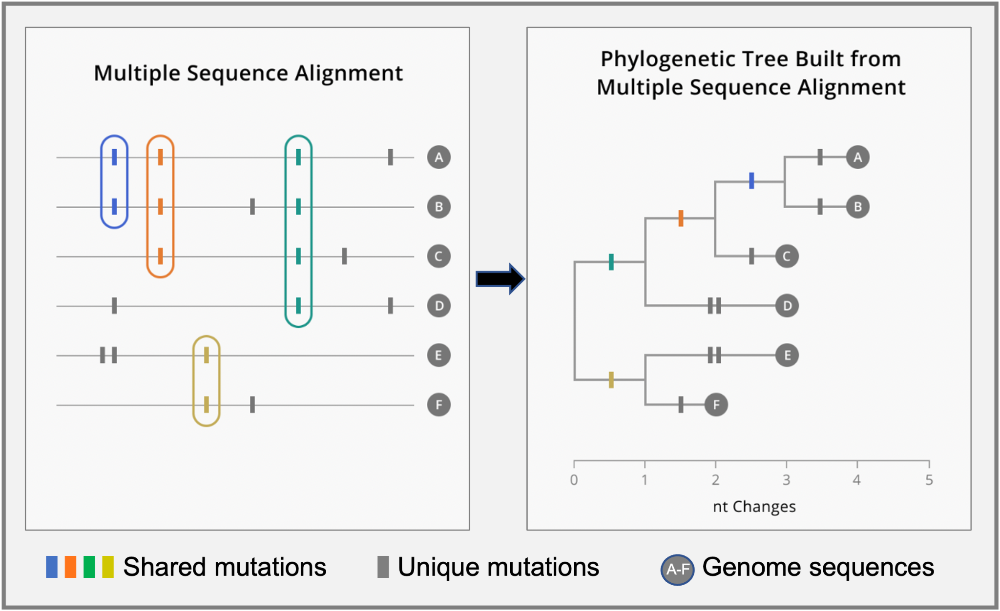 Multiple Sequence Alignment
A
B
C
D
E
F
Phylogenetic Tree Built from
Multiple Sequence Alignment
A
B
C
D
E
F
0 1 2 3 4 5
nt Changes
Shared mutations
Unique mutations
A-F
Genome sequences